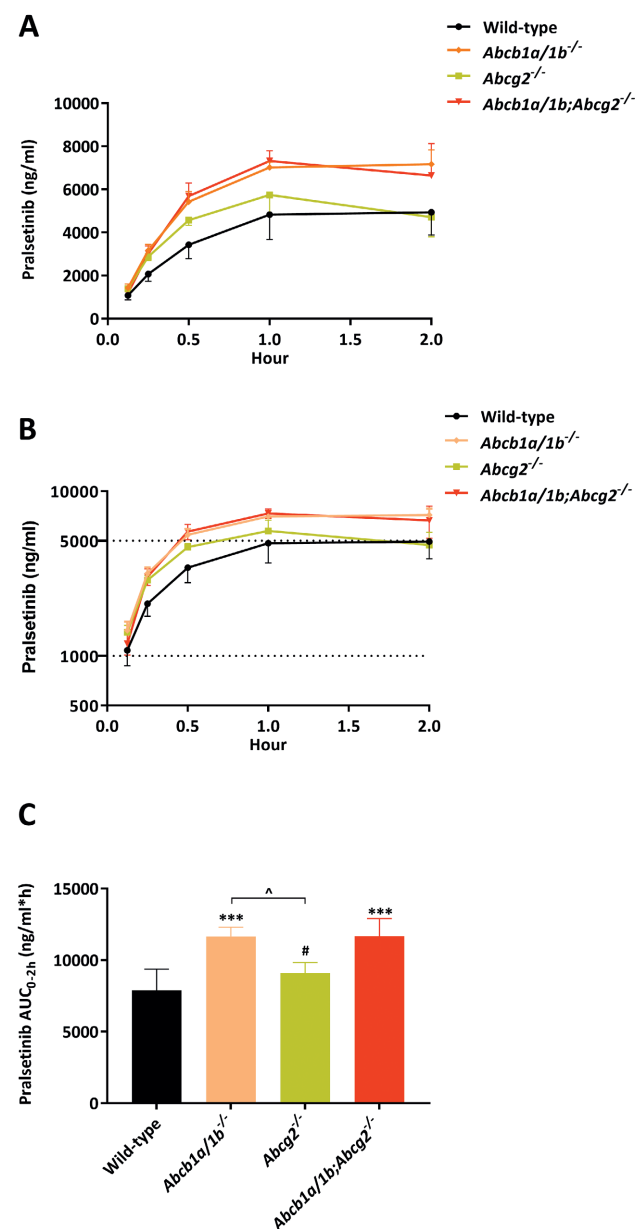 A
Wild-type
Abcb1a/1b-/-
Abcg2-/-
Abcb1a/1b;Abcg2-/-
Pralsetinib (ng/ml)
10000
8000
6000
4000
2000
0
0.0 0.5 1.0 1.5 2.0
Hour
B
Wild-type
Abcb1a/1b-/-
Abcg2-/-
Abcb1a/1b;Abcg2-/-
Pralsetinib (ng/ml)
10000
5000
1000
500
0.0 0.5 1.0 1.5 2.0
Hour
C
Pralsetinib AUC0-2h (ng/ml*h)
15000
10000
5000
0
^
*** # ***
Wild-type
Abcb1a/1b-/-
Abcg2-/-
Abcb1a/1b;Abcg2-/-